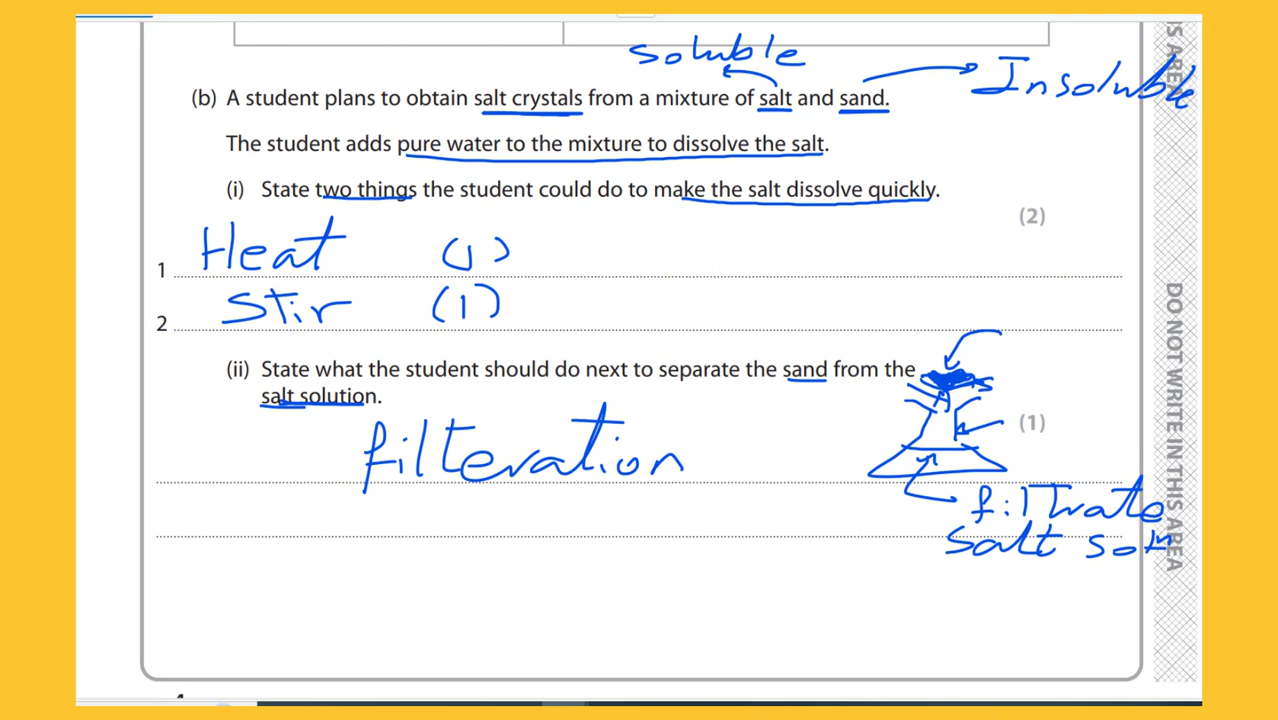 soluble
Insoluble
(b) A student plans to obtain salt crystals from a mixture of salt and sand.
The student adds pure water to the mixture to dissolve the salt.
(i) State two things the student could do to make the salt dissolve quickly.
(2)
1 Heat (1)
2 Stir (1)
(ii) State what the student should do next to separate the sand from the
salt solution.
(1)
filteration
filtrate
salt soln
IS AREA
DO NOT WRITE IN THIS AREA